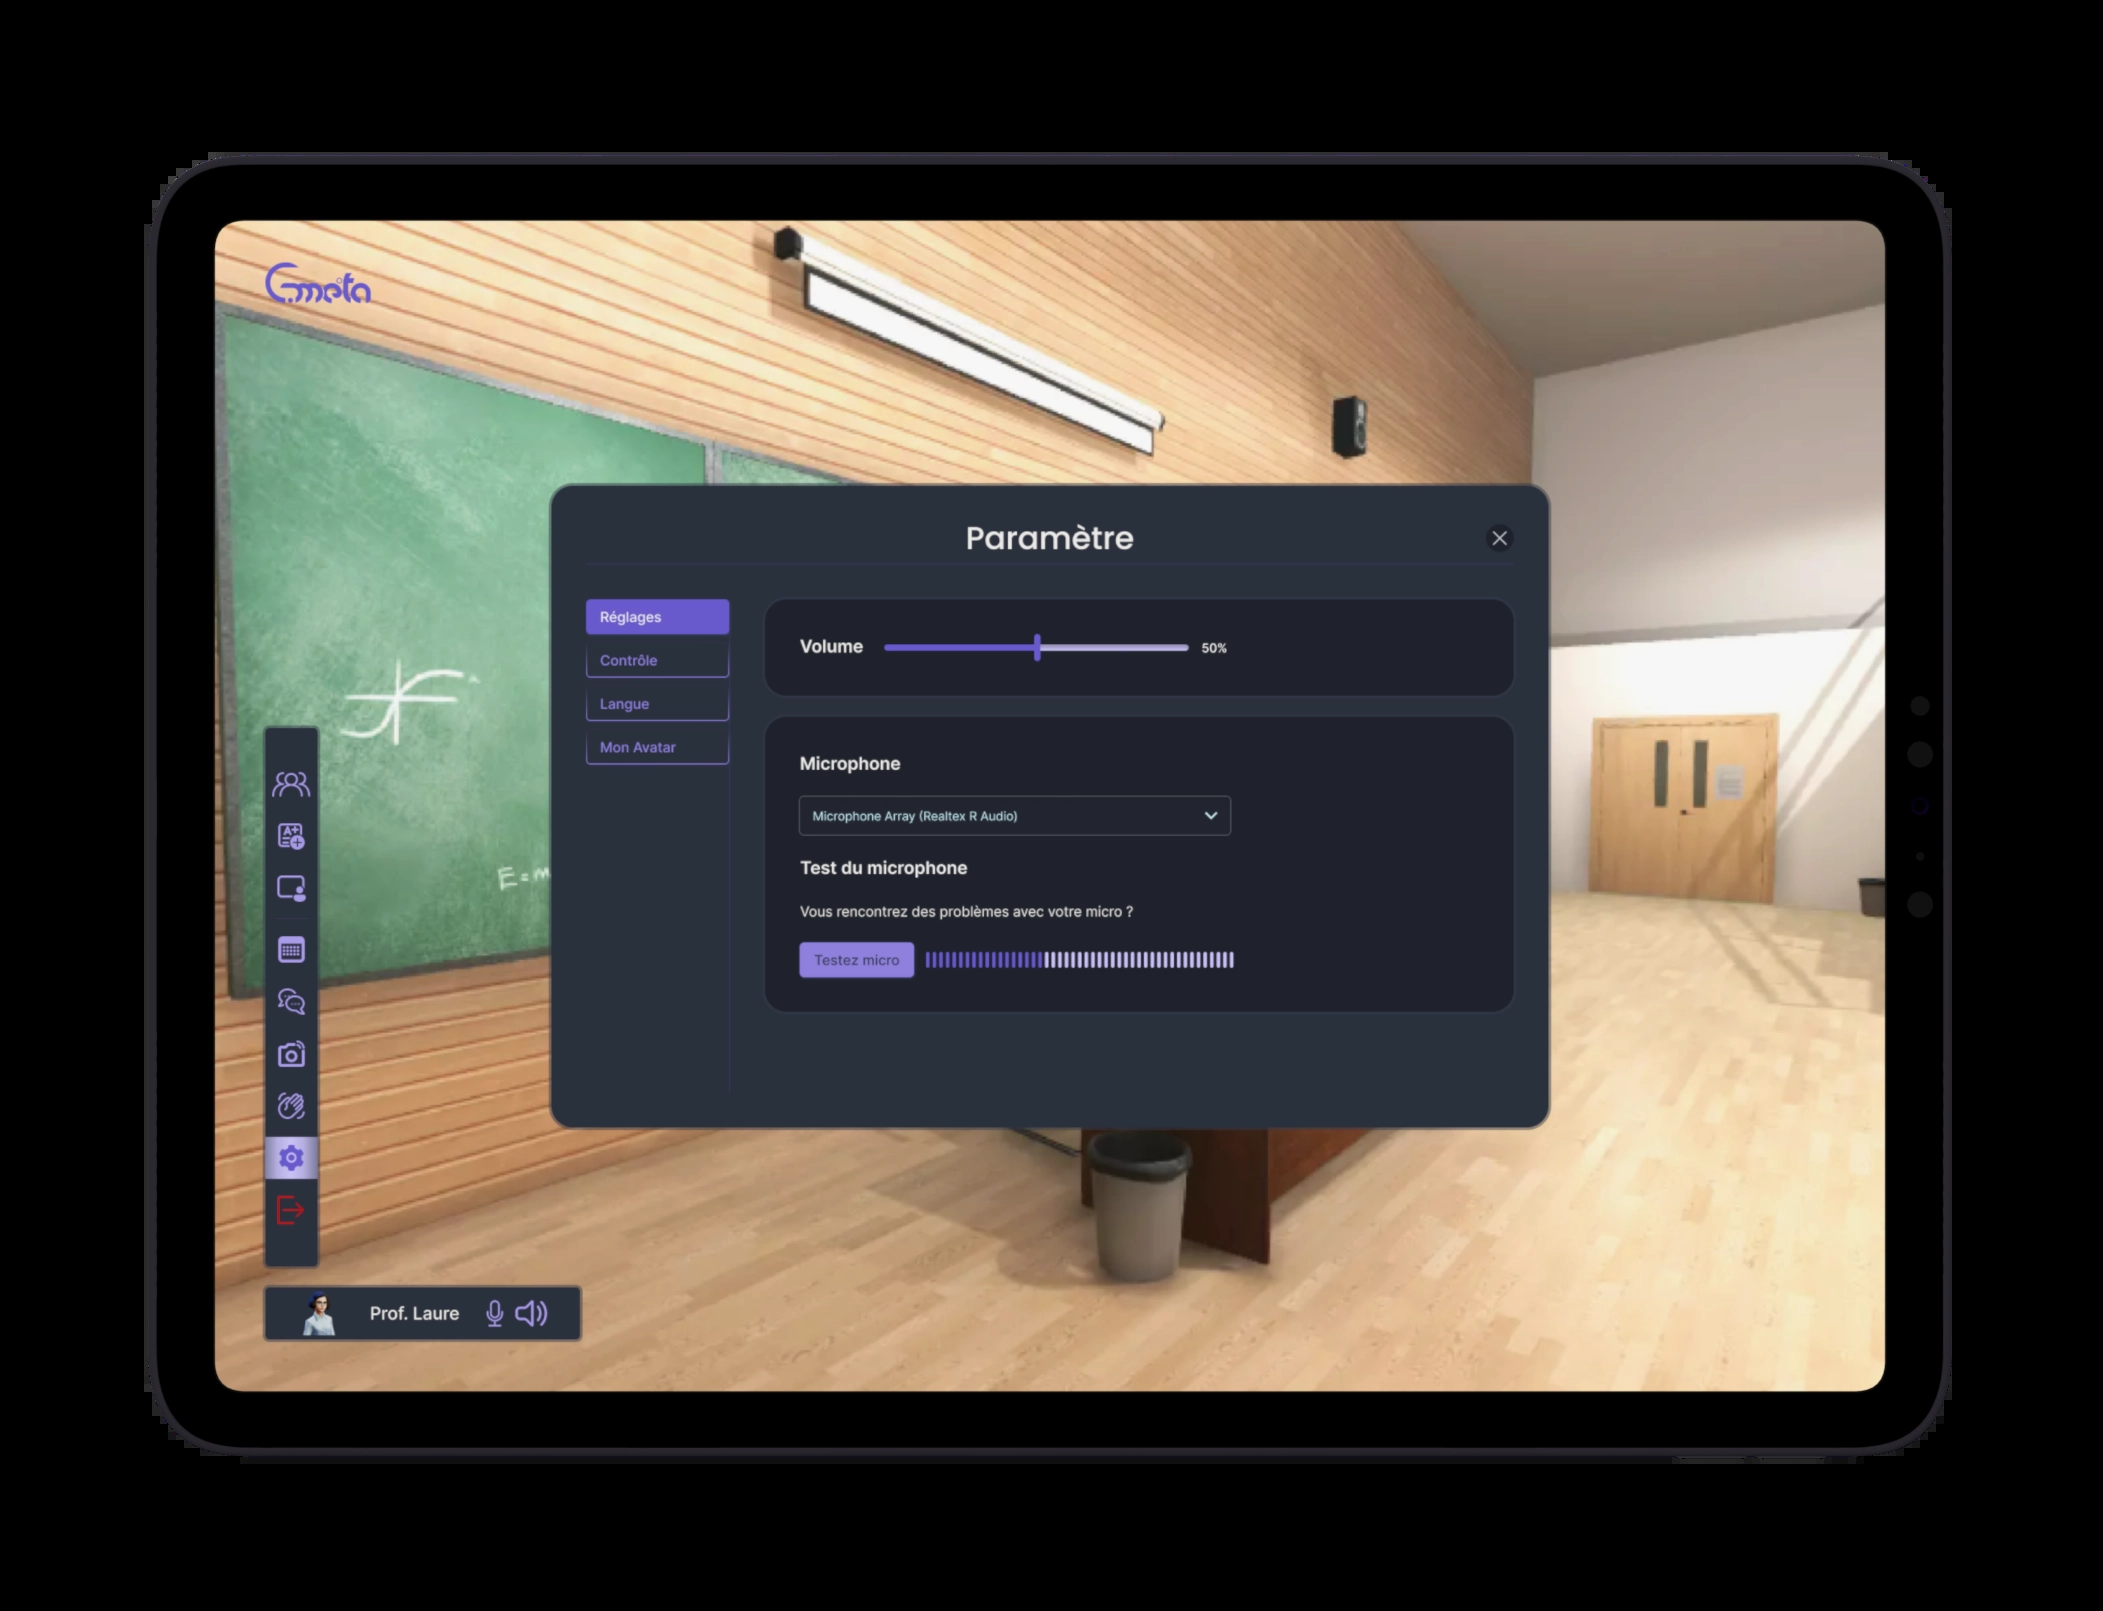 Gmeta
Paramètre
Réglages
Contrôle
Langue
Mon Avatar
Volume
50%
Microphone
Microphone Array (Realtex R Audio)
Test du microphone
Vous rencontrez des problèmes avec votre micro ?
Testez micro
E=m
A+
Prof. Laure